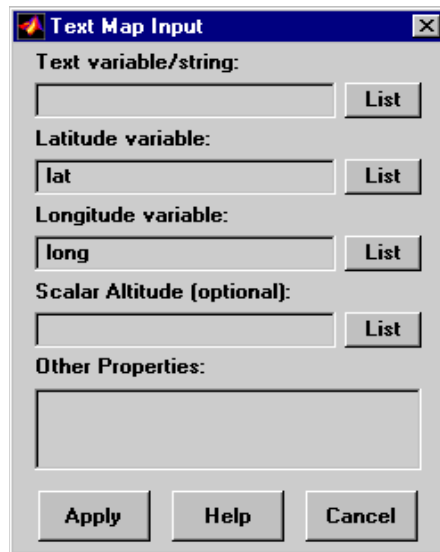 Text Map Input
Text variable/string:
List
Latitude variable:
lat List
Longitude variable:
long List
Scalar Altitude (optional):
List
Other Properties:
Apply Help Cancel